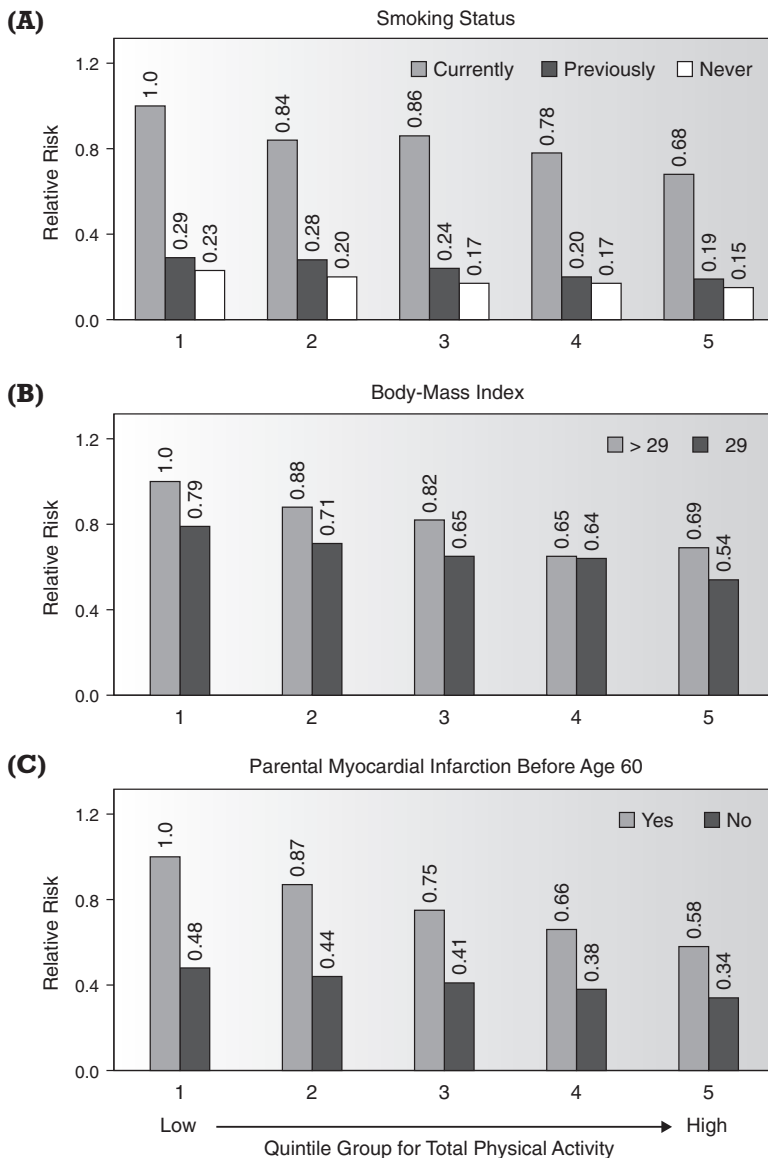 (A)
Smoking Status
Currently Previously Never
1.2
0.8
0.4
0.0
Relative Risk
1.0 0.29 0.23
0.84 0.28 0.20
0.86 0.24 0.17
0.78 0.20 0.17
0.68 0.19 0.15
1 2 3 4 5
(B)
Body-Mass Index
> 29 29
1.2
0.8
0.4
0.0
Relative Risk
1.0 0.79
0.88 0.71
0.82 0.65
0.65 0.64
0.69 0.54
1 2 3 4 5
(C)
Parental Myocardial Infarction Before Age 60
Yes No
1.2
0.8
0.4
0.0
Relative Risk
1.0 0.48
0.87 0.44
0.75 0.41
0.66 0.38
0.58 0.34
1 2 3 4 5
Low High
Quintile Group for Total Physical Activity